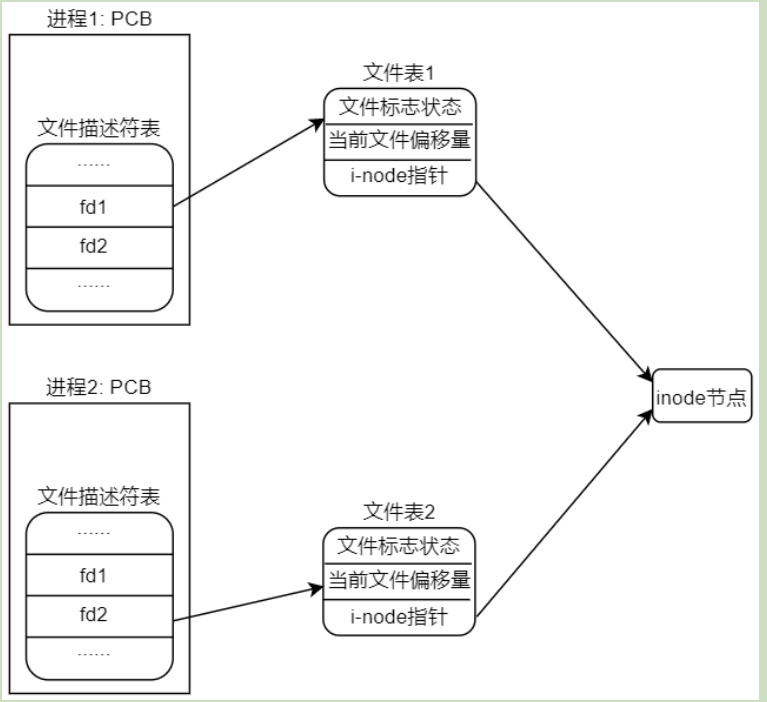 进程1: PCB
文件描述符表
······
fd1
fd2
······
文件表1
文件标志状态
当前文件偏移量
i-node指针
inode节点
进程2: PCB
文件描述符表
······
fd1
fd2
······
文件表2
文件标志状态
当前文件偏移量
i-node指针